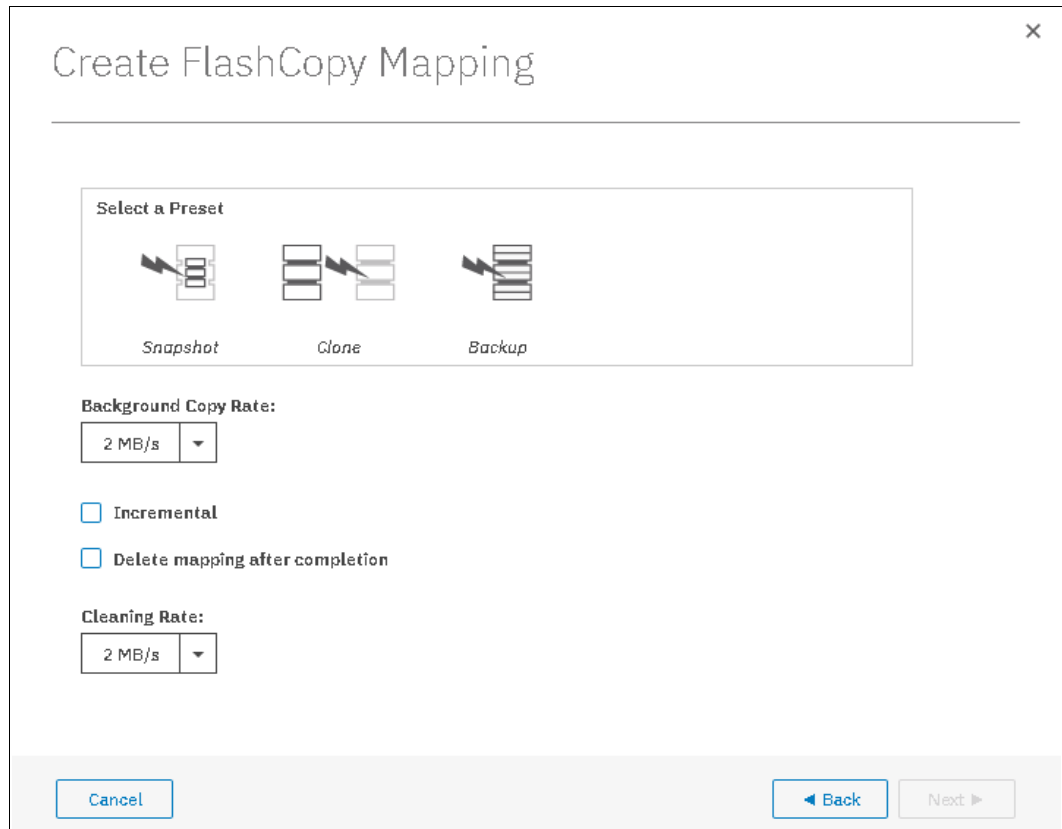 Create FlashCopy Mapping
Select a Preset
Snapshot Clone Backup
Background Copy Rate:
2 MB/s
Incremental
Delete mapping after completion
Cleaning Rate:
2 MB/s
Cancel Back Next